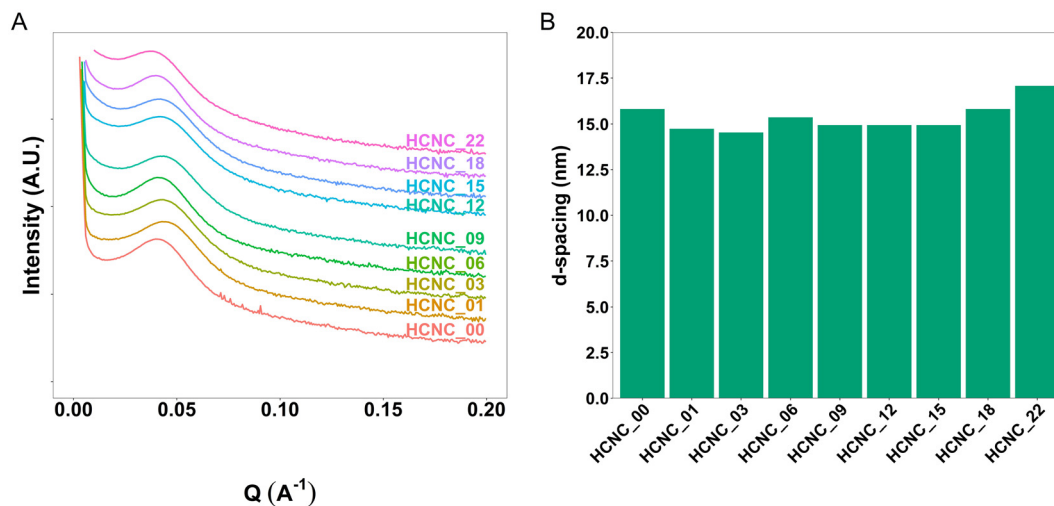 A
Intensity (A.U.)
HCNC_22
HCNC_18
HCNC_15
HCNC_12
HCNC_09
HCNC_06
HCNC_03
HCNC_01
HCNC_00
0.00 0.05 0.10 0.15 0.20
Q (A⁻¹)
B
d-spacing (nm)
20.0
17.5
15.0
12.5
10.0
7.5
5.0
2.5
0.0
HCNC_00 HCNC_01 HCNC_03 HCNC_06 HCNC_09 HCNC_12 HCNC_15 HCNC_18 HCNC_22